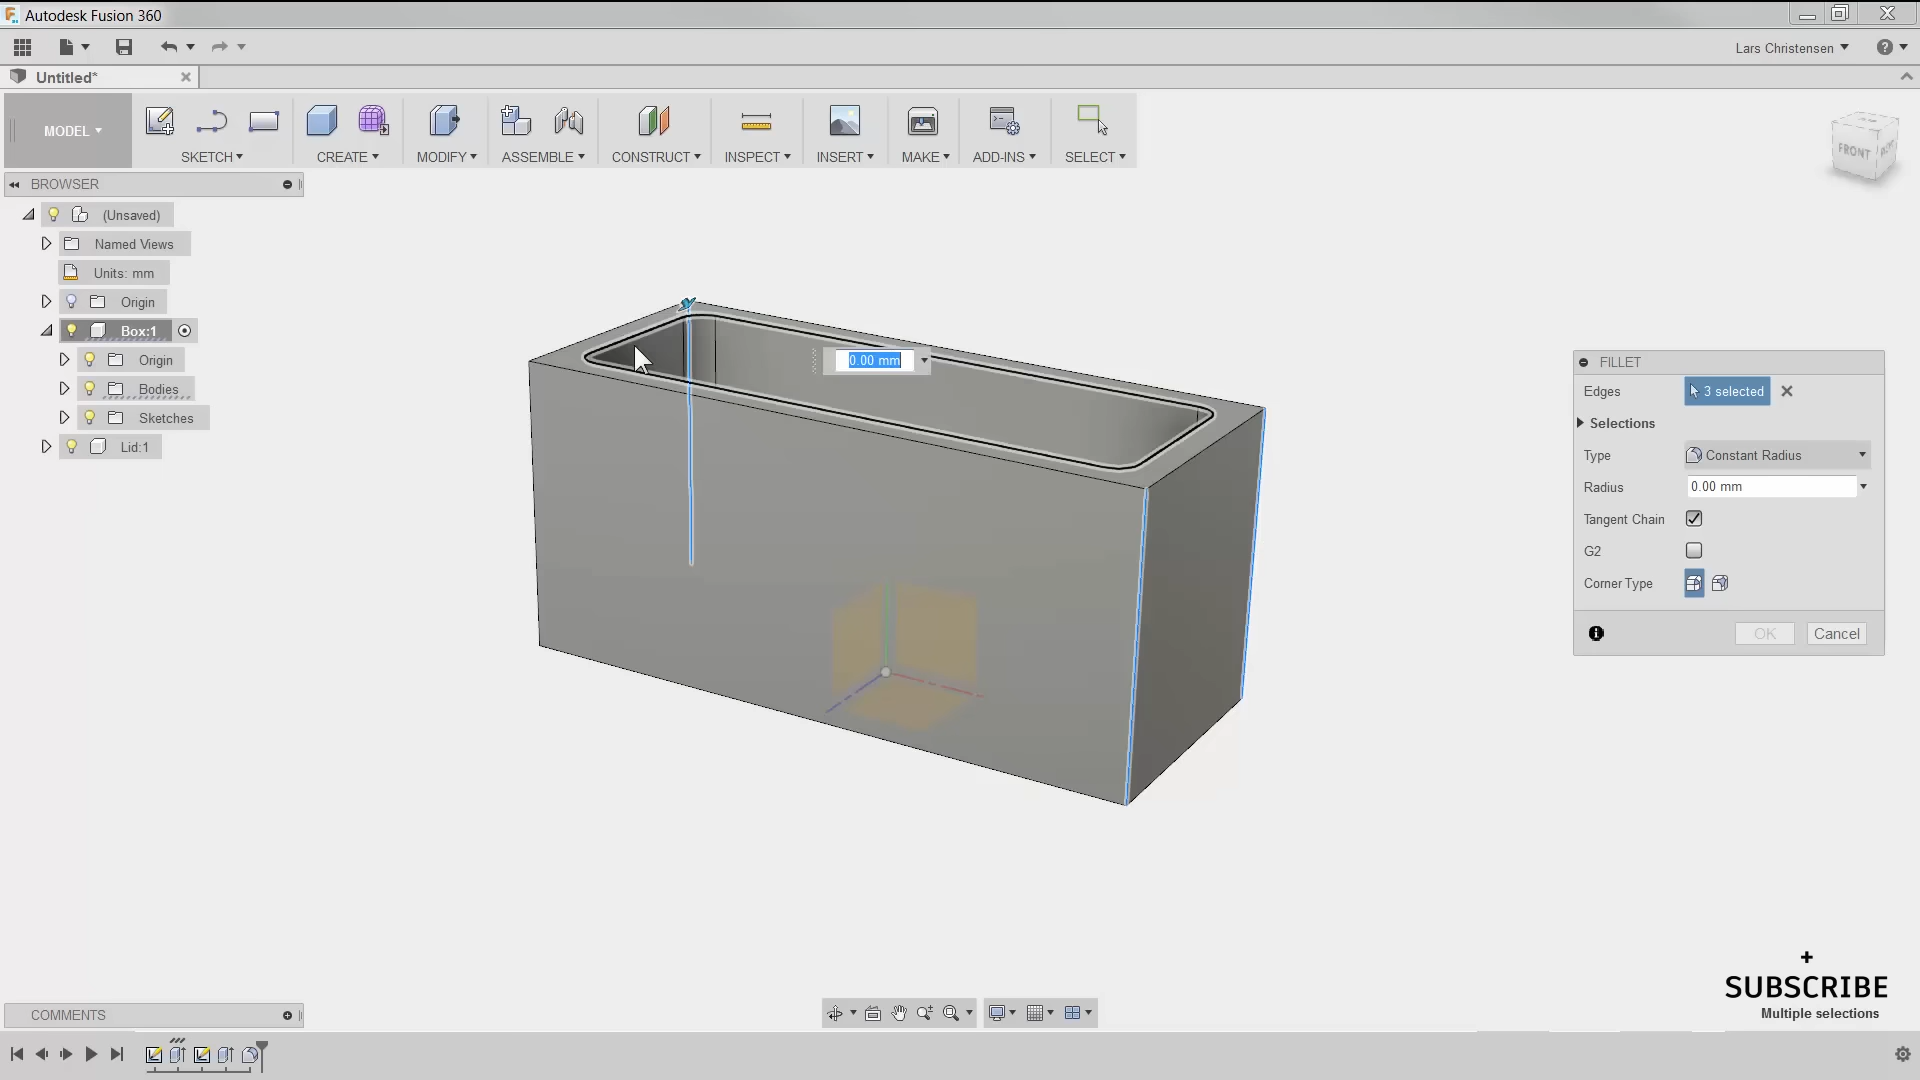 Autodesk Fusion 360
Lars Christensen
Untitled*
MODEL
SKETCH
CREATE
MODIFY
ASSEMBLE
CONSTRUCT
INSPECT
INSERT
MAKE
ADD-INS
SELECT
FRONT
BROWSER
(Unsaved)
Named Views
Units: mm
Origin
Box:1
Origin
Bodies
Sketches
Lid:1
0.00 mm
FILLET
Edges 3 selected
Selections
Type Constant Radius
Radius 0.00 mm
Tangent Chain
G2
Corner Type
OK Cancel
SUBSCRIBE
Multiple selections
COMMENTS